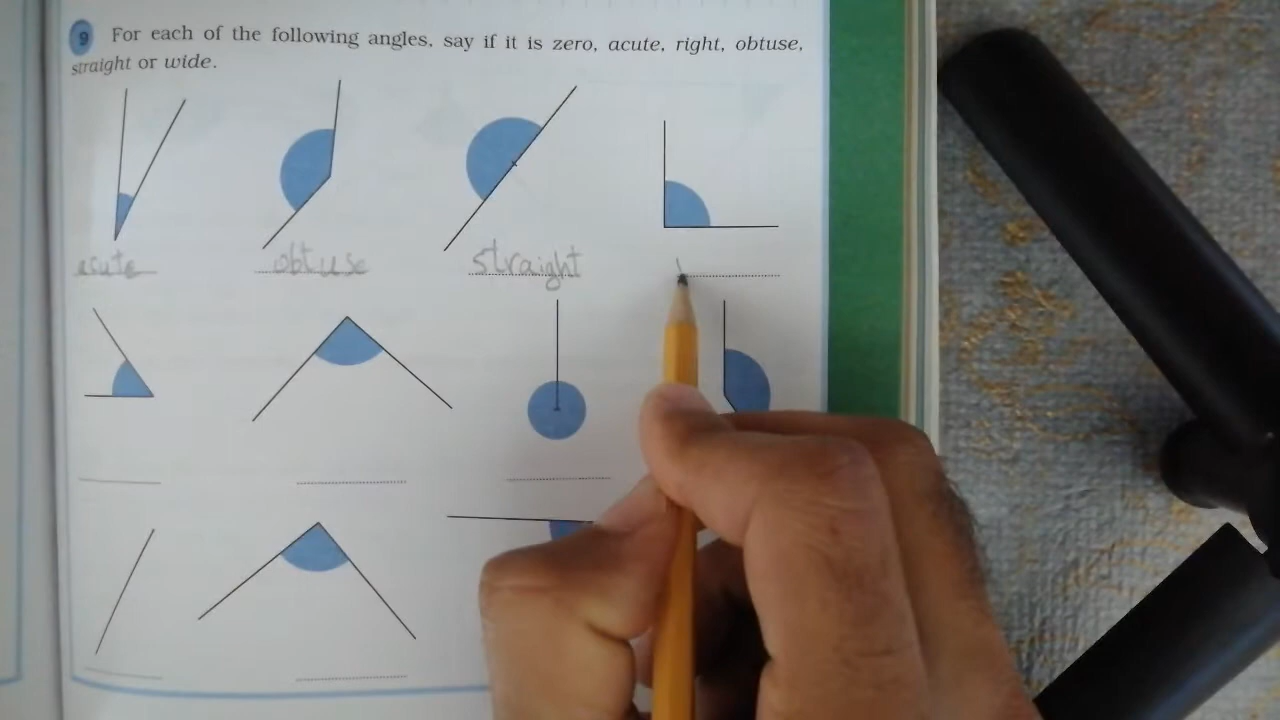 9 For each of the following angles, say if it is zero, acute, right, obtuse,
straight or wide.
acute obtuse straight